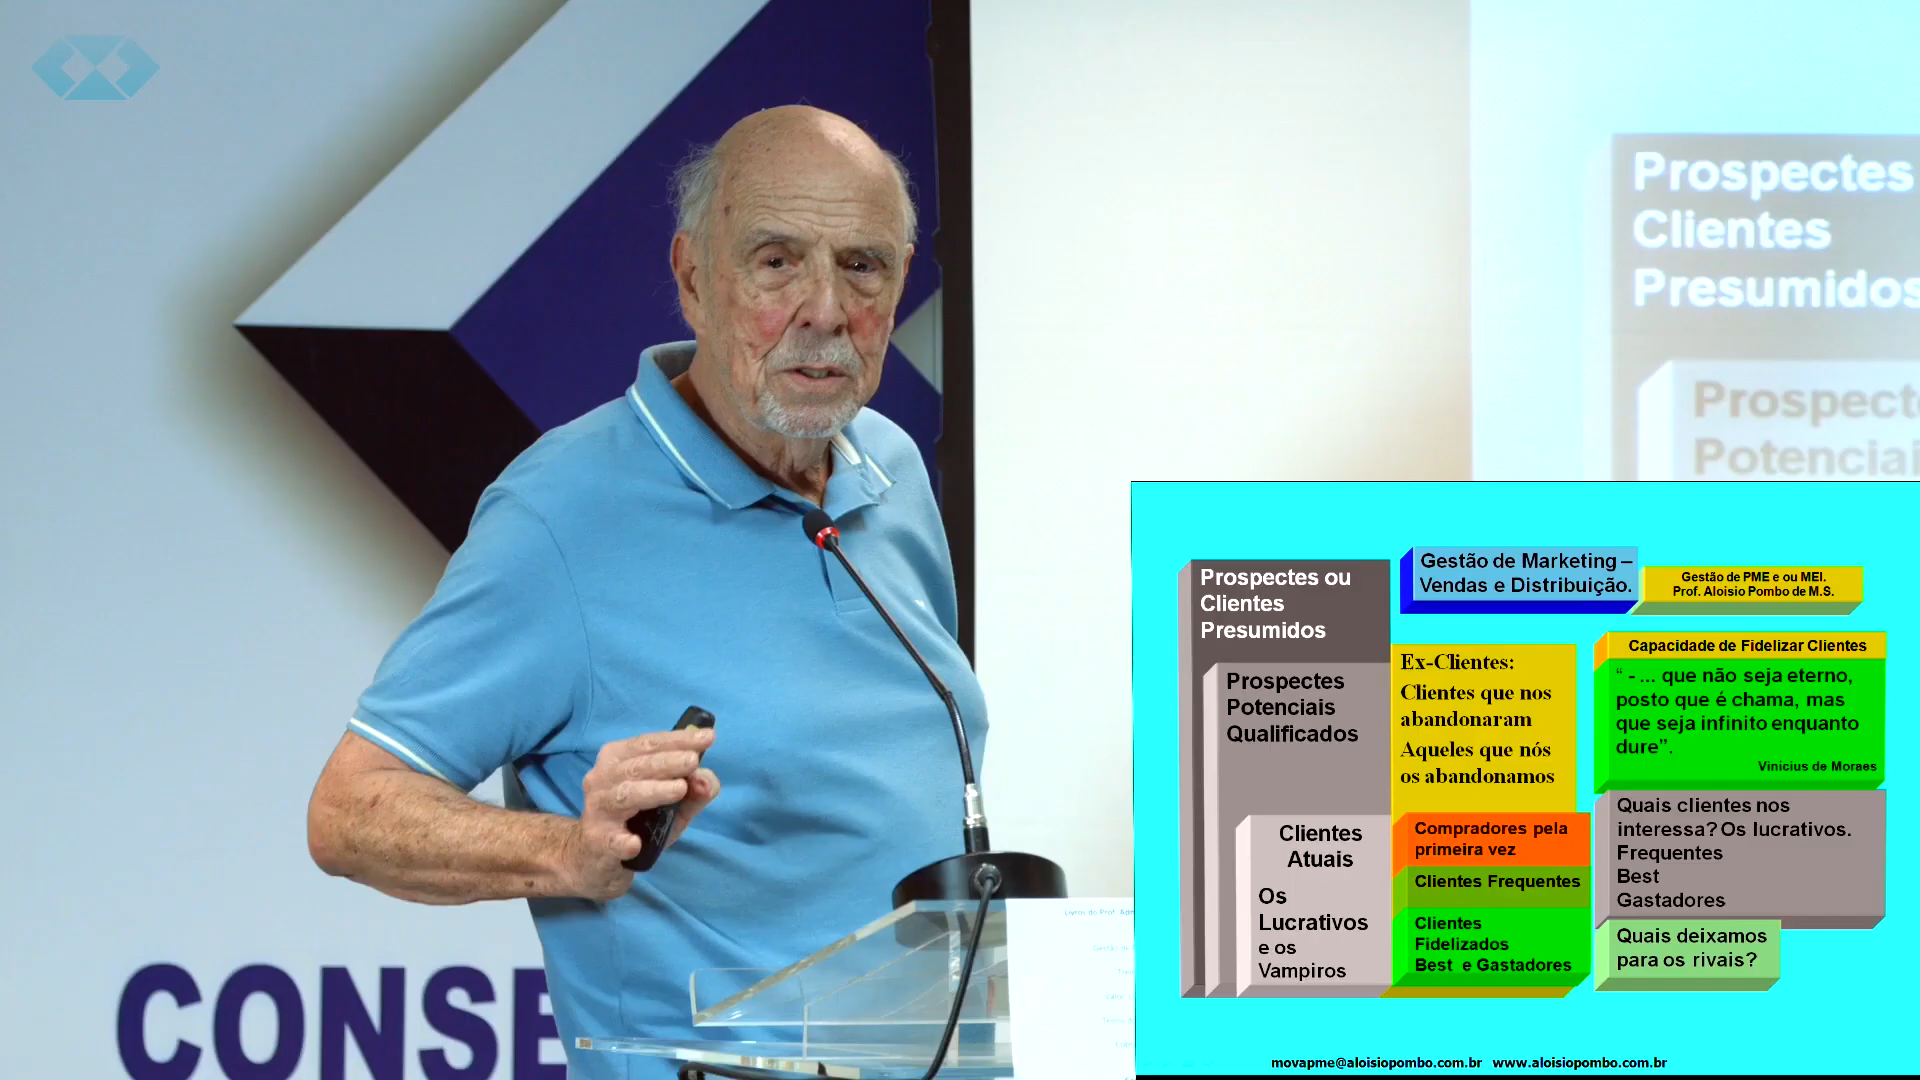 Prospectes
Clientes
Presumidos
Prospect
Potenciai
CONSE
Prospectes ou
Clientes
Presumidos
Prospectes
Potenciais
Qualificados
Clientes
Atuais
Os
Lucrativos
e os
Vampiros
Gestão de Marketing –
Vendas e Distribuição.
Gestão de PME e ou MEI.
Prof. Aloisio Pombo de M.S.
Ex-Clientes:
Clientes que nos
abandonaram
Aqueles que nós
os abandonamos
Compradores pela
primeira vez
Clientes Frequentes
Clientes
Fidelizados
Best e Gastadores
Capacidade de Fidelizar Clientes
“ - ... que não seja eterno,
posto que é chama, mas
que seja infinito enquanto
dure”.
Vinicius de Moraes
Quais clientes nos
interessa? Os lucrativos.
Frequentes
Best
Gastadores
Quais deixamos
para os rivais?
movapme@aloisiopombo.com.br www.aloisiopombo.com.br